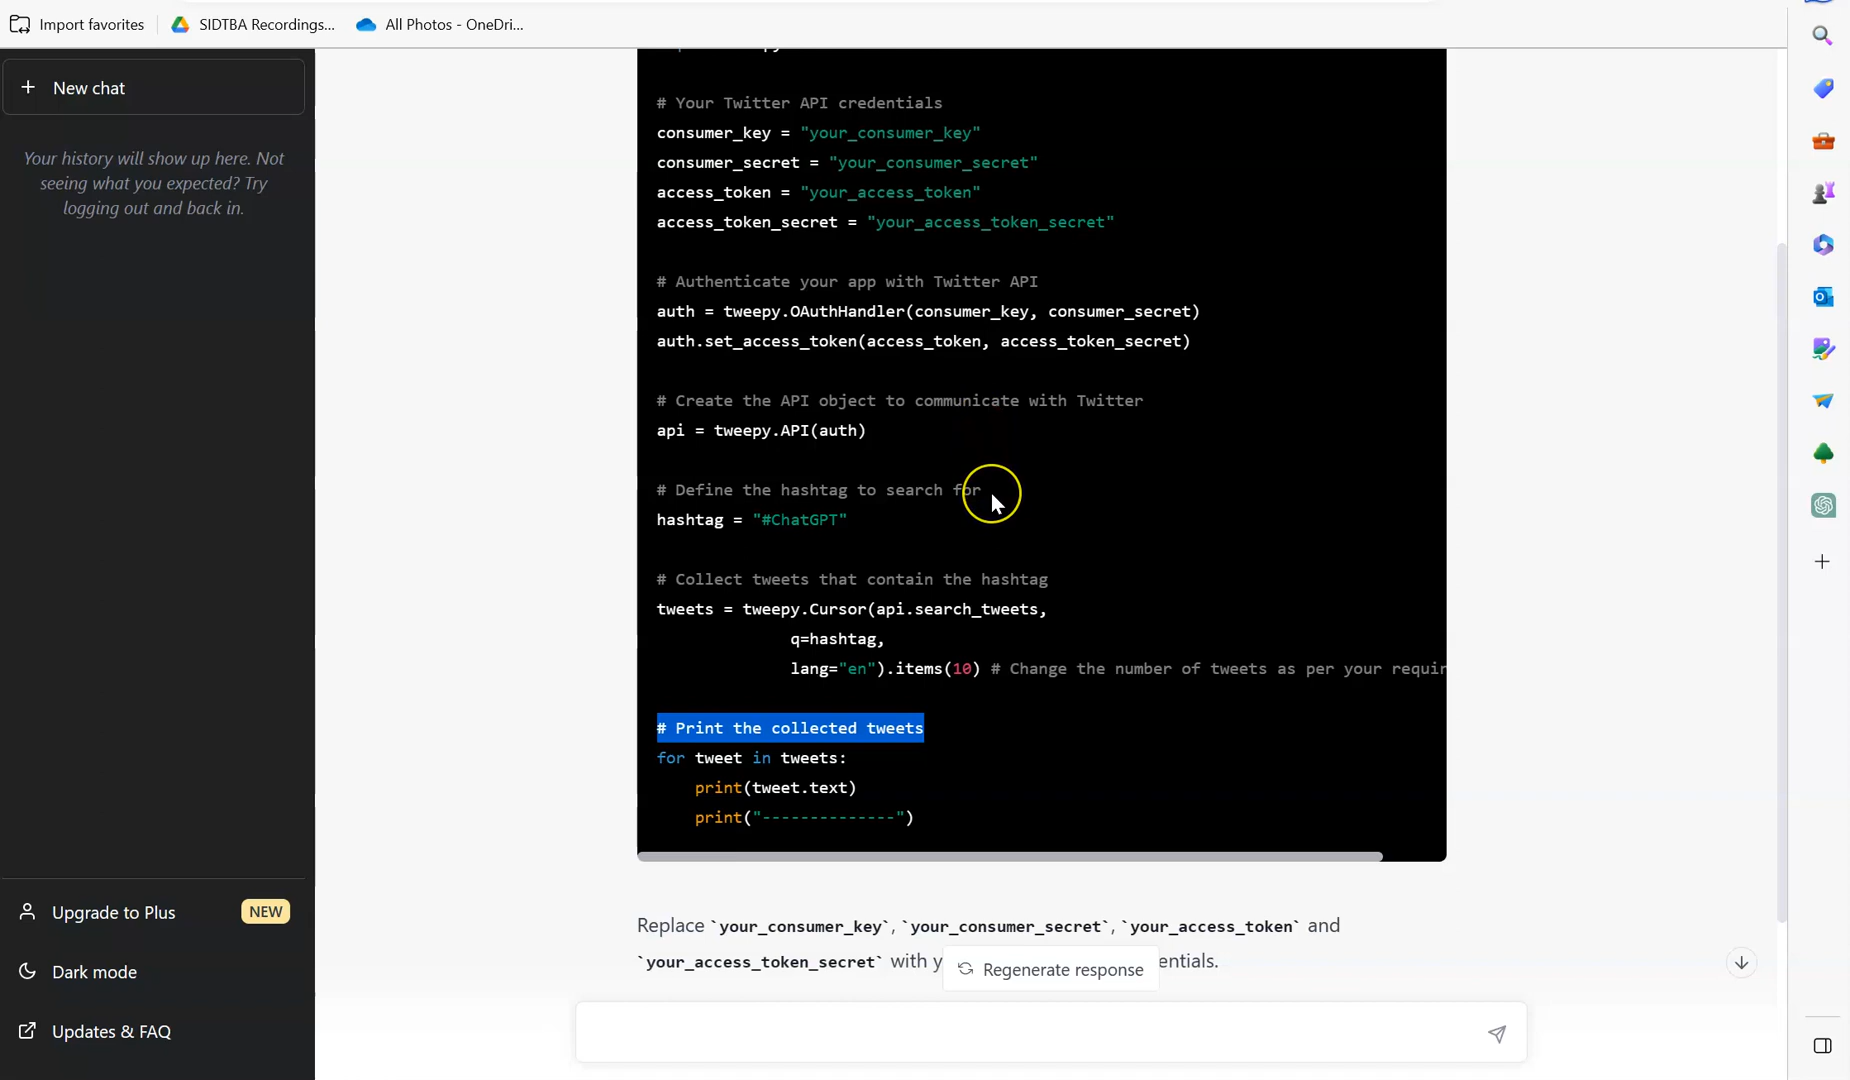 Import favorites
SIDTBA Recordings...
All Photos - OneDri...
+ New chat
Your history will show up here. Not
seeing what you expected? Try
logging out and back in.
# Your Twitter API credentials
consumer_key = "your_consumer_key"
consumer_secret = "your_consumer_secret"
access_token = "your_access_token"
access_token_secret = "your_access_token_secret"
# Authenticate your app with Twitter API
auth = tweepy.OAuthHandler(consumer_key, consumer_secret)
auth.set_access_token(access_token, access_token_secret)
# Create the API object to communicate with Twitter
api = tweepy.API(auth)
# Define the hashtag to search for
hashtag = "#ChatGPT"
# Collect tweets that contain the hashtag
tweets = tweepy.Cursor(api.search_tweets,
q=hashtag,
lang="en").items(10) # Change the number of tweets as per your requir
# Print the collected tweets
for tweet in tweets:
print(tweet.text)
print("--------------")
Replace `your_consumer_key`, `your_consumer_secret`, `your_access_token` and
`your_access_token_secret` with y
entials.
Regenerate response
Upgrade to Plus
NEW
Dark mode
Updates & FAQ